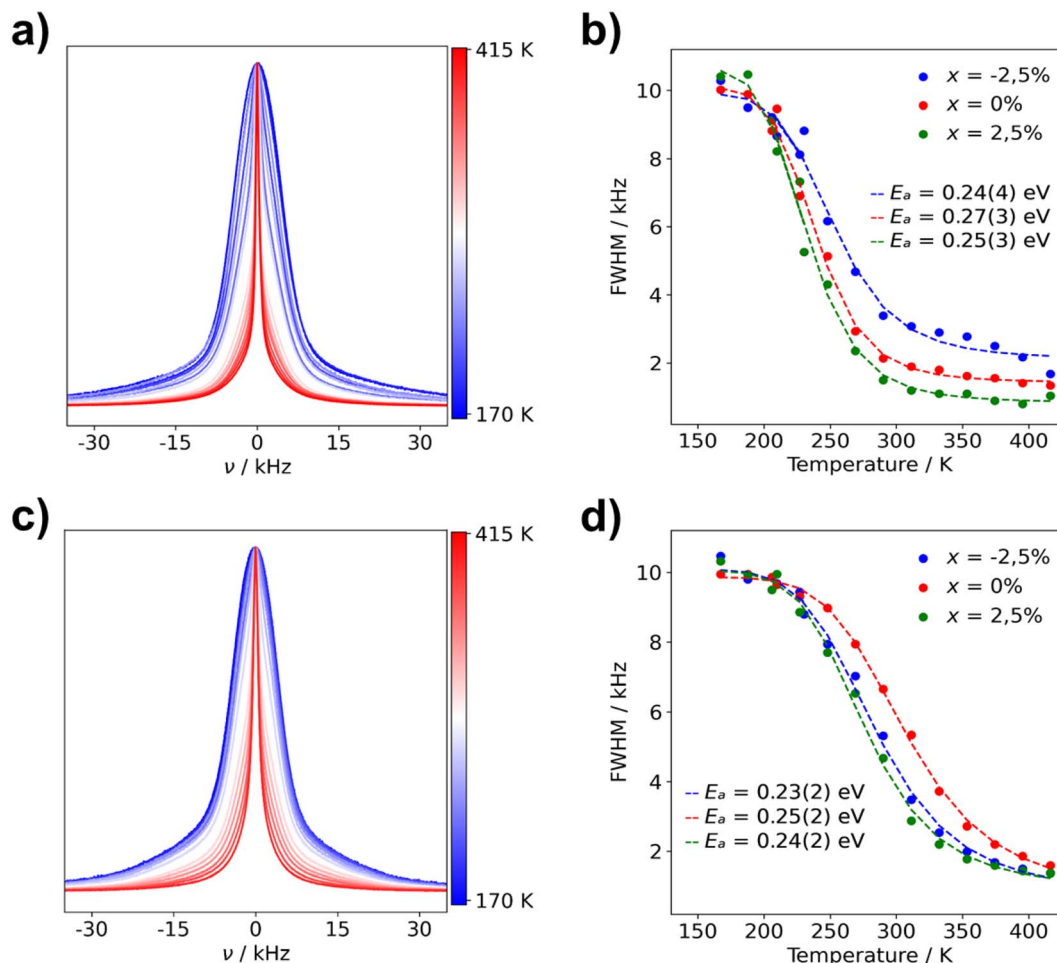 a)
415 K
170 K
-30 -15 0 15 30
ν / kHz
b)
FWHM / kHz
10
8
6
4
2
x = -2,5%
x = 0%
x = 2,5%
Eₐ = 0.24(4) eV
Eₐ = 0.27(3) eV
Eₐ = 0.25(3) eV
150 200 250 300 350 400
Temperature / K
c)
415 K
170 K
-30 -15 0 15 30
ν / kHz
d)
FWHM / kHz
10
8
6
4
2
x = -2,5%
x = 0%
x = 2,5%
Eₐ = 0.23(2) eV
Eₐ = 0.25(2) eV
Eₐ = 0.24(2) eV
150 200 250 300 350 400
Temperature / K